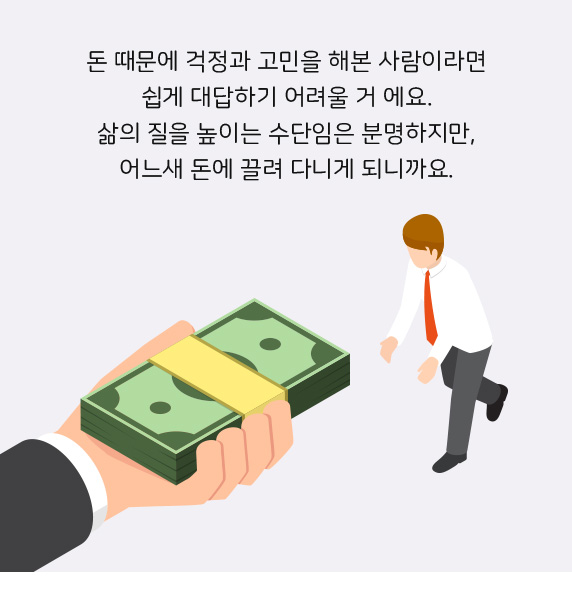 돈 때문에 걱정과 고민을 해본 사람이라면
쉽게 대답하기 어려울 거 에요.
삶의 질을 높이는 수단임은 분명하지만,
어느새 돈에 끌려 다니게 되니까요.